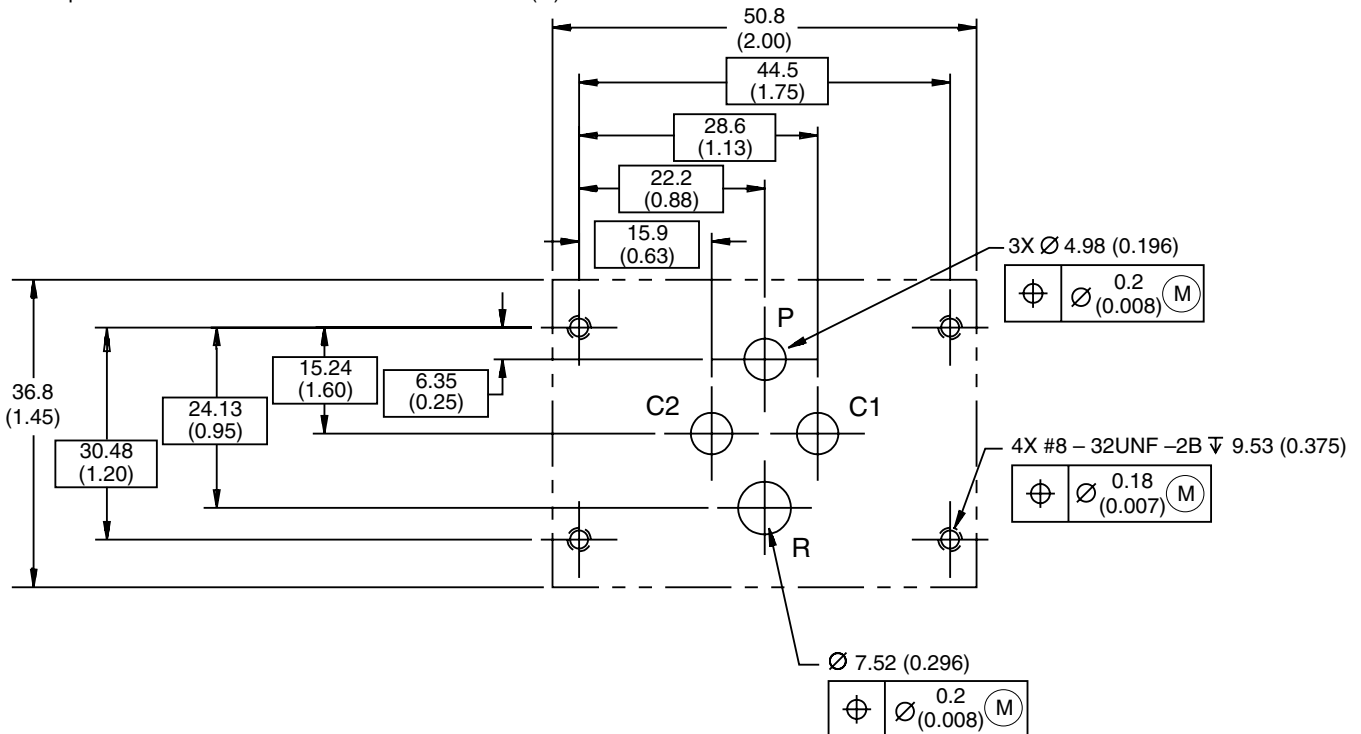 50.8
(2.00)
44.5
(1.75)
28.6
(1.13)
22.2
(0.88)
15.9
(0.63)
3X Ø 4.98 (0.196)
⌖ Ø 0.2 (0.008) Ⓜ
P
36.8
(1.45)
30.48
(1.20)
24.13
(0.95)
15.24
(1.60)
6.35
(0.25)
C2
C1
4X #8 – 32UNF –2B ↧ 9.53 (0.375)
⌖ Ø 0.18 (0.007) Ⓜ
R
Ø 7.52 (0.296)
⌖ Ø 0.2 (0.008) Ⓜ